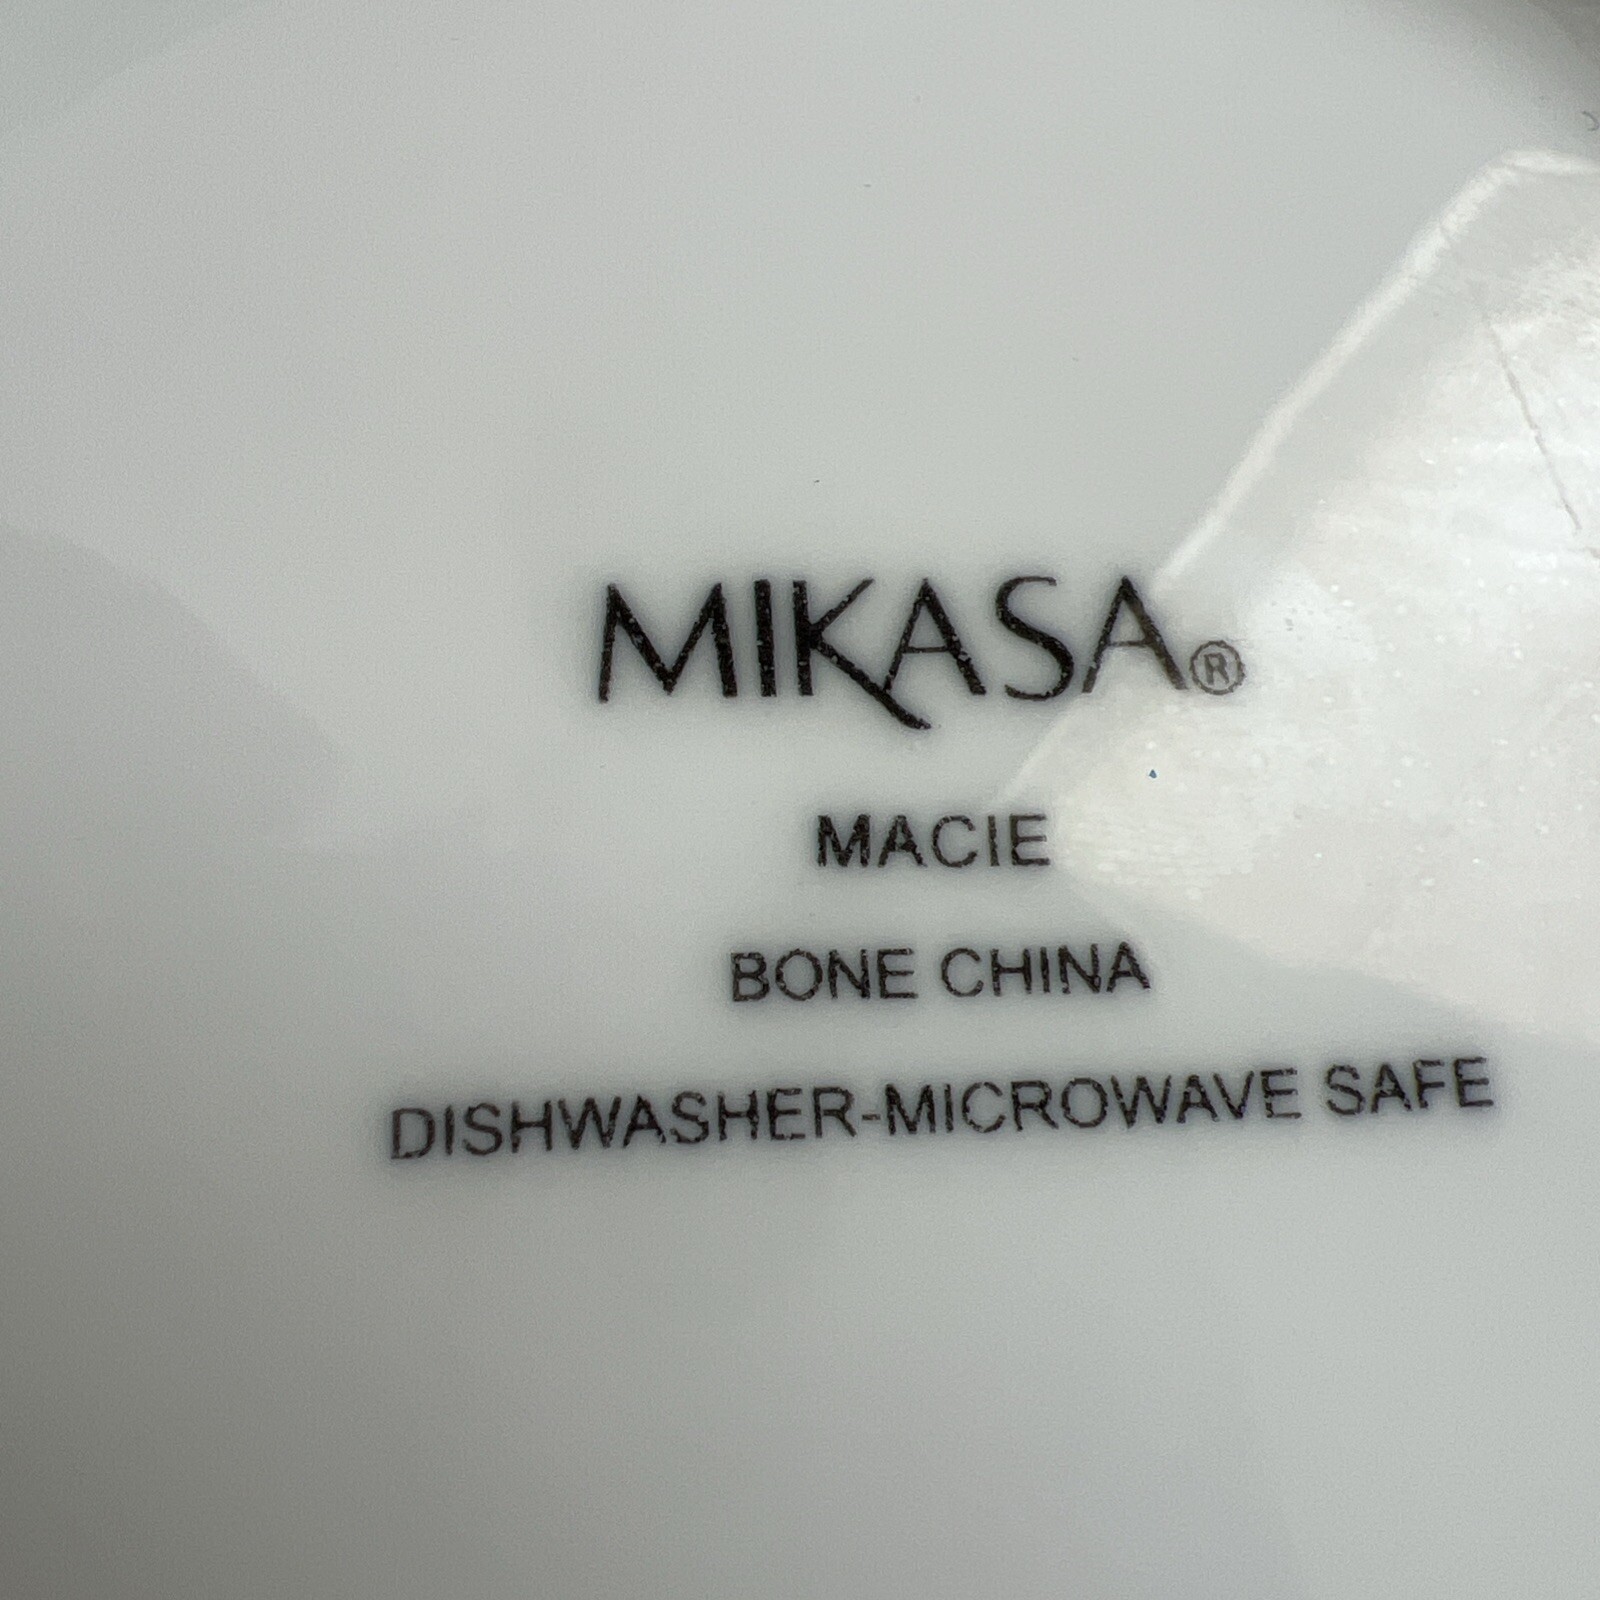 MIKASA®
MACIE
BONE CHINA
DISHWASHER-MICROWAVE SAFE